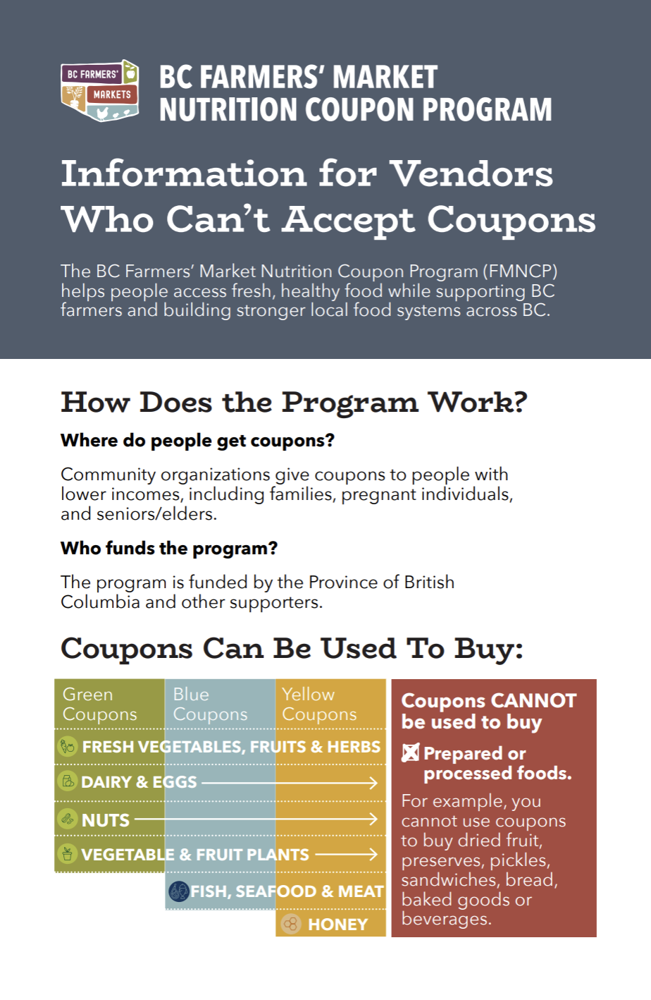 BC FARMERS'
MARKETS
BC FARMERS’ MARKET
NUTRITION COUPON PROGRAM
Information for Vendors
Who Can’t Accept Coupons
The BC Farmers’ Market Nutrition Coupon Program (FMNCP)
helps people access fresh, healthy food while supporting BC
farmers and building stronger local food systems across BC.
How Does the Program Work?
Where do people get coupons?
Community organizations give coupons to people with
lower incomes, including families, pregnant individuals,
and seniors/elders.
Who funds the program?
The program is funded by the Province of British
Columbia and other supporters.
Coupons Can Be Used To Buy:
Green
Coupons
Blue
Coupons
Yellow
Coupons
FRESH VEGETABLES, FRUITS & HERBS
DAIRY & EGGS
NUTS
VEGETABLE & FRUIT PLANTS
FISH, SEAFOOD & MEAT
HONEY
Coupons CANNOT
be used to buy
Prepared or
processed foods.
For example, you
cannot use coupons
to buy dried fruit,
preserves, pickles,
sandwiches, bread,
baked goods or
beverages.